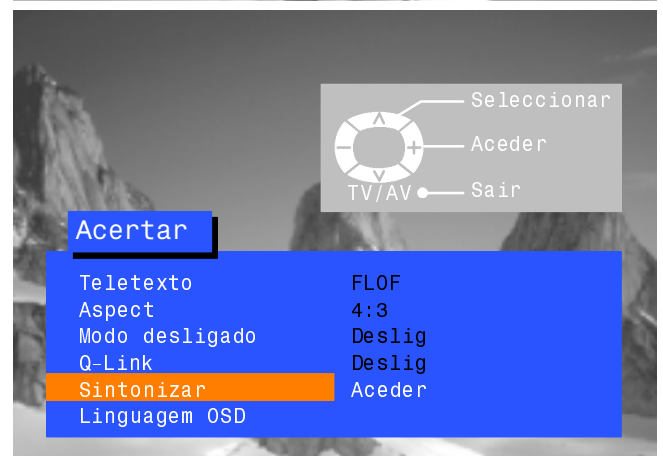 Seleccionar
Aceder
TV/AV Sair
Acertar
Teletexto FLOF
Aspect 4:3
Modo desligado Deslig
Q-Link Deslig
Sintonizar Aceder
Linguagem OSD